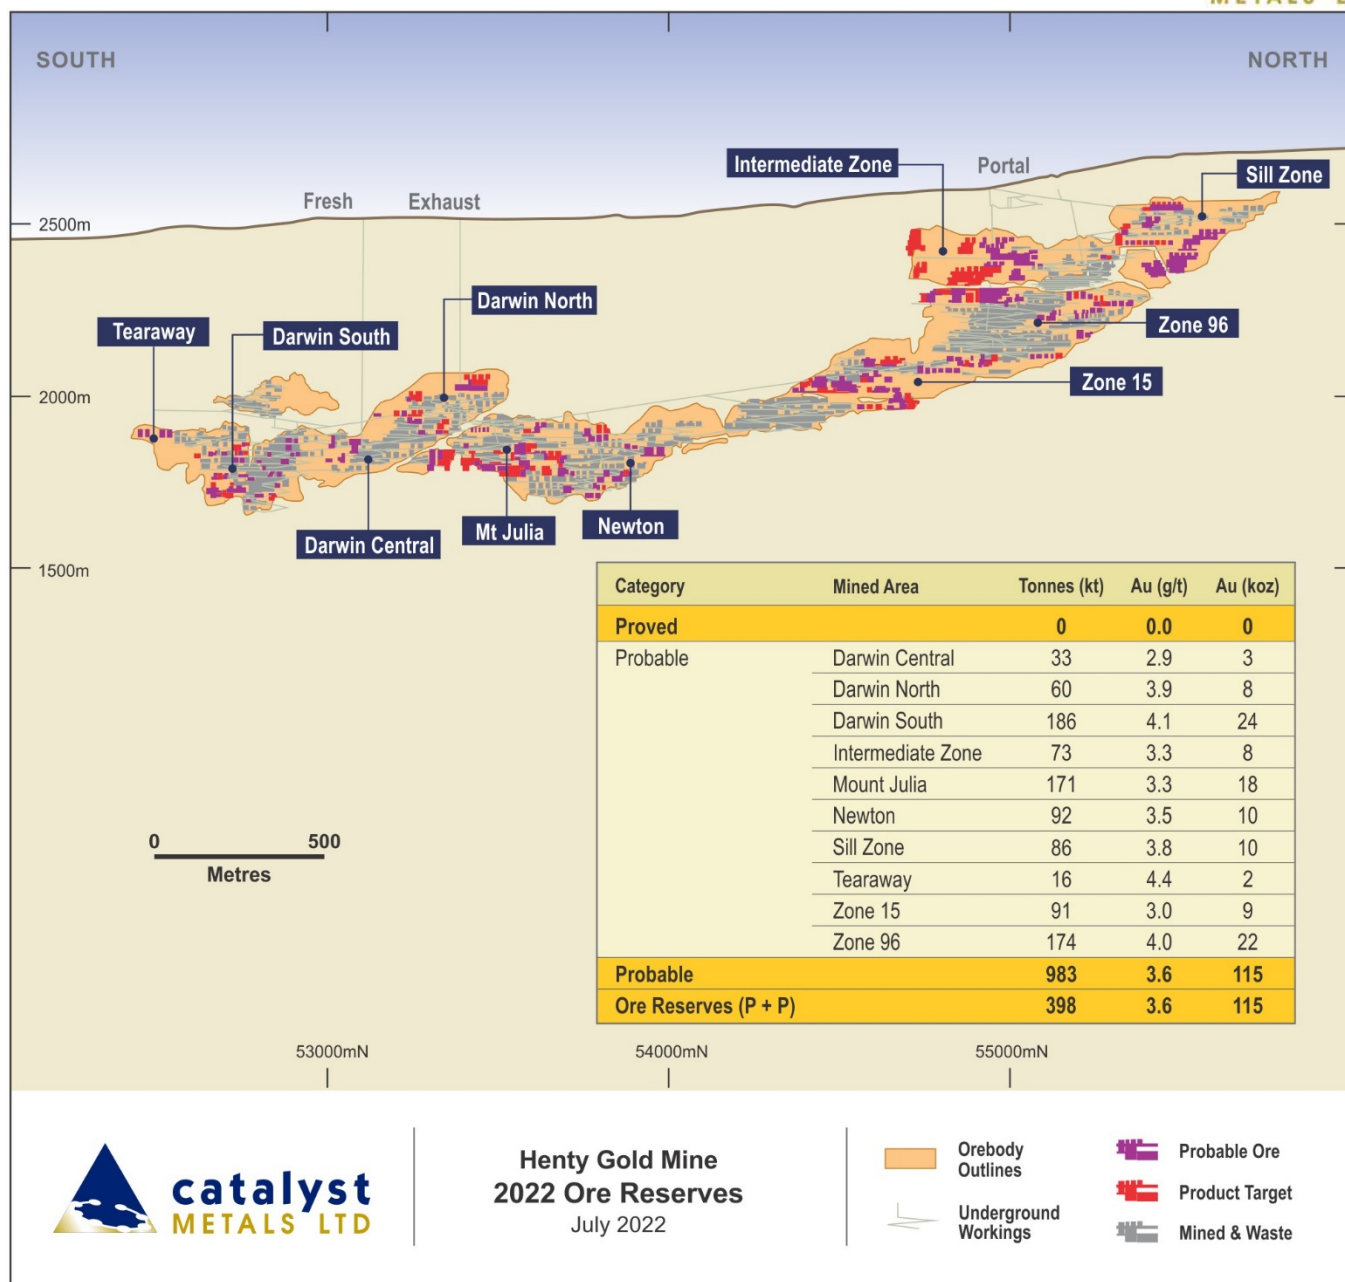 METALS L
SOUTH
NORTH
Intermediate Zone
Portal
Sill Zone
Fresh
Exhaust
2500m
Darwin North
Tearaway
Darwin South
Zone 96
Zone 15
2000m
Darwin Central
Mt Julia
Newton
1500m
Category Mined Area Tonnes (kt) Au (g/t) Au (koz)
Proved 0 0.0 0
Probable Darwin Central 33 2.9 3
Darwin North 60 3.9 8
Darwin South 186 4.1 24
Intermediate Zone 73 3.3 8
Mount Julia 171 3.3 18
Newton 92 3.5 10
Sill Zone 86 3.8 10
Tearaway 16 4.4 2
Zone 15 91 3.0 9
Zone 96 174 4.0 22
Probable 983 3.6 115
Ore Reserves (P + P) 398 3.6 115
0 500
Metres
53000mN 54000mN 55000mN
catalyst
METALS LTD
Henty Gold Mine
2022 Ore Reserves
July 2022
Orebody
Outlines
Underground
Workings
Probable Ore
Product Target
Mined & Waste